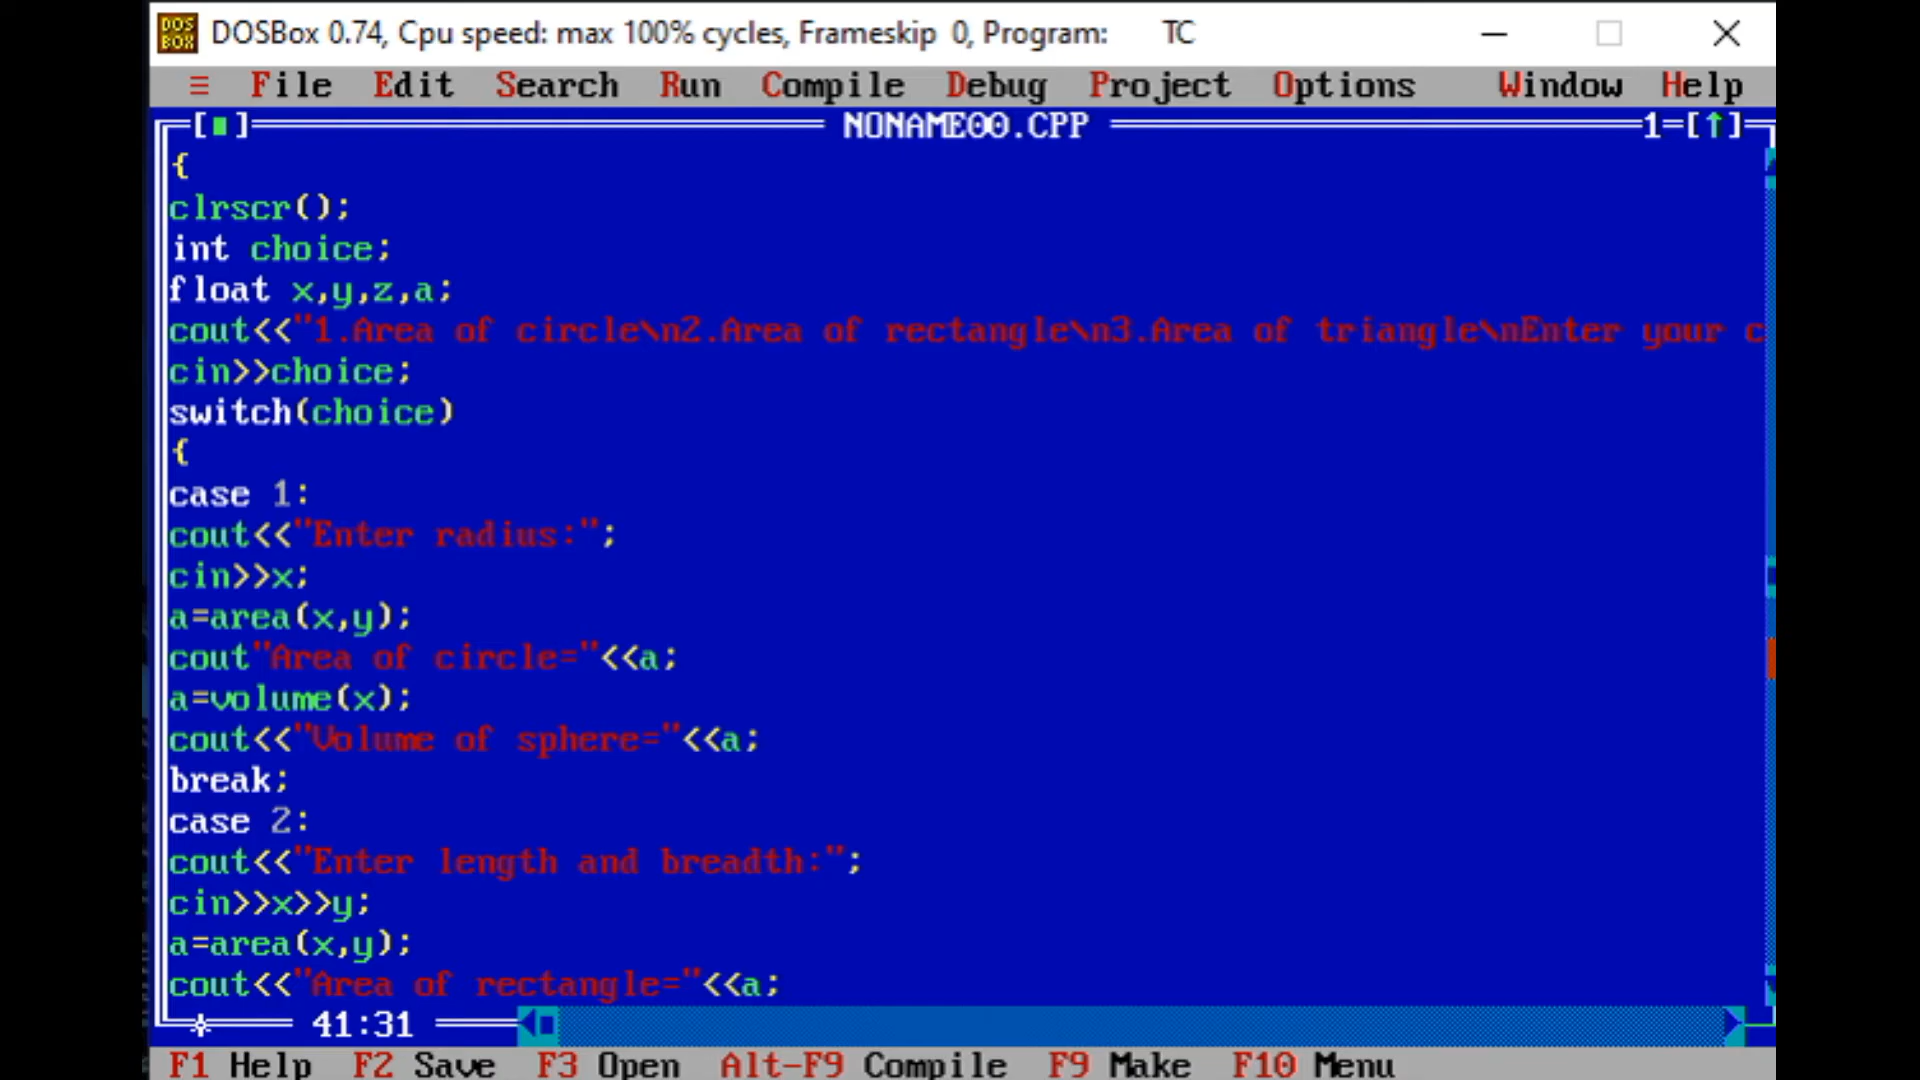 DOSBox 0.74, Cpu speed: max 100% cycles, Frameskip 0, Program: TC
≡ File Edit Search Run Compile Debug Project Options Window Help
[■] NONAME00.CPP 1=[↑]
{
clrscr();
int choice;
float x,y,z,a;
cout<<"1.Area of circle\n2.Area of rectangle\n3.Area of triangle\nEnter your c
cin>>choice;
switch(choice)
{
case 1:
cout<<"Enter radius:";
cin>>x;
a=area(x,y);
cout"Area of circle="<<a;
a=volume(x);
cout<<"Volume of sphere="<<a;
break;
case 2:
cout<<"Enter length and breadth:";
cin>>x>>y;
a=area(x,y);
cout<<"Area of rectangle="<<a;
41:31
F1 Help F2 Save F3 Open Alt-F9 Compile F9 Make F10 Menu